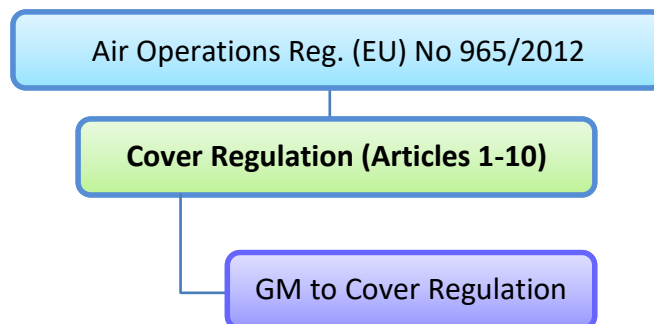 Air Operations Reg. (EU) No 965/2012
Cover Regulation (Articles 1-10)
GM to Cover Regulation